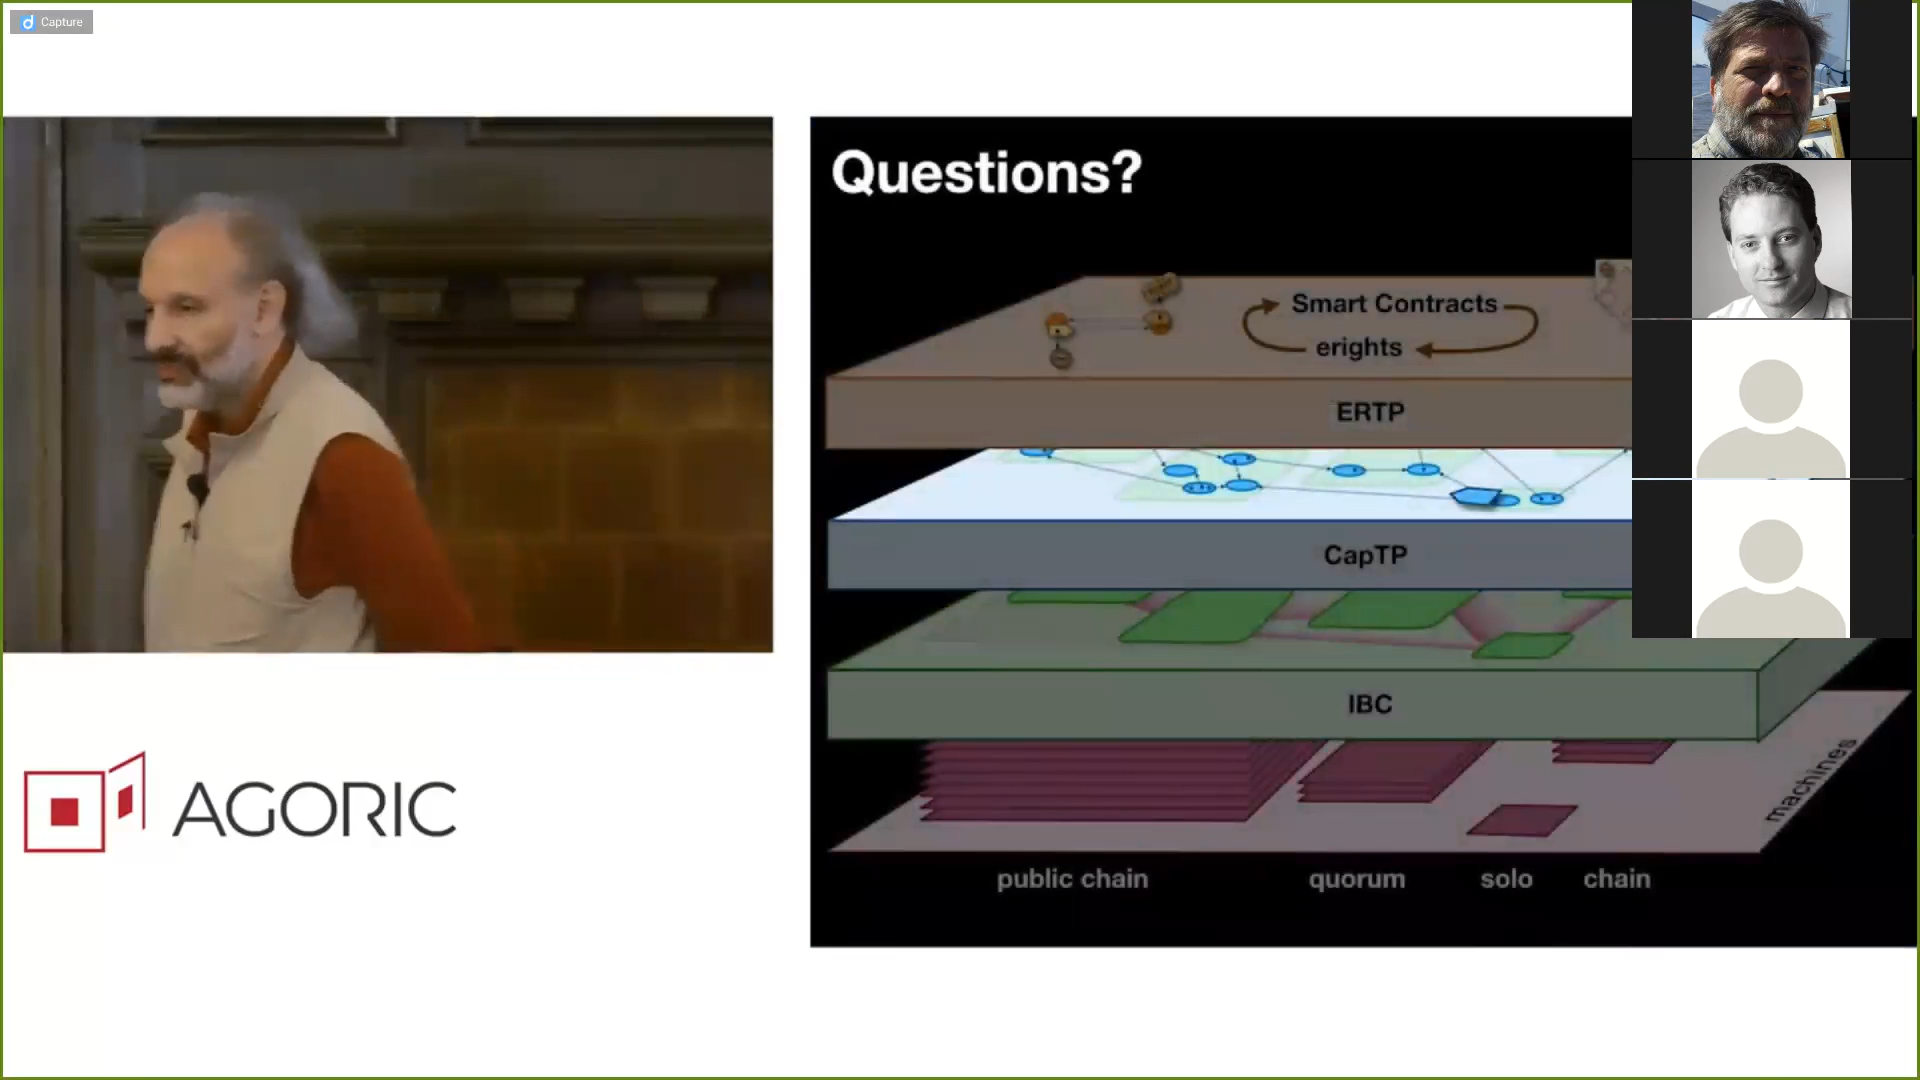 Capture
Questions?
Smart Contracts
erights
ERTP
CapTP
IBC
machines
public chain
quorum
solo
chain
AGORIC